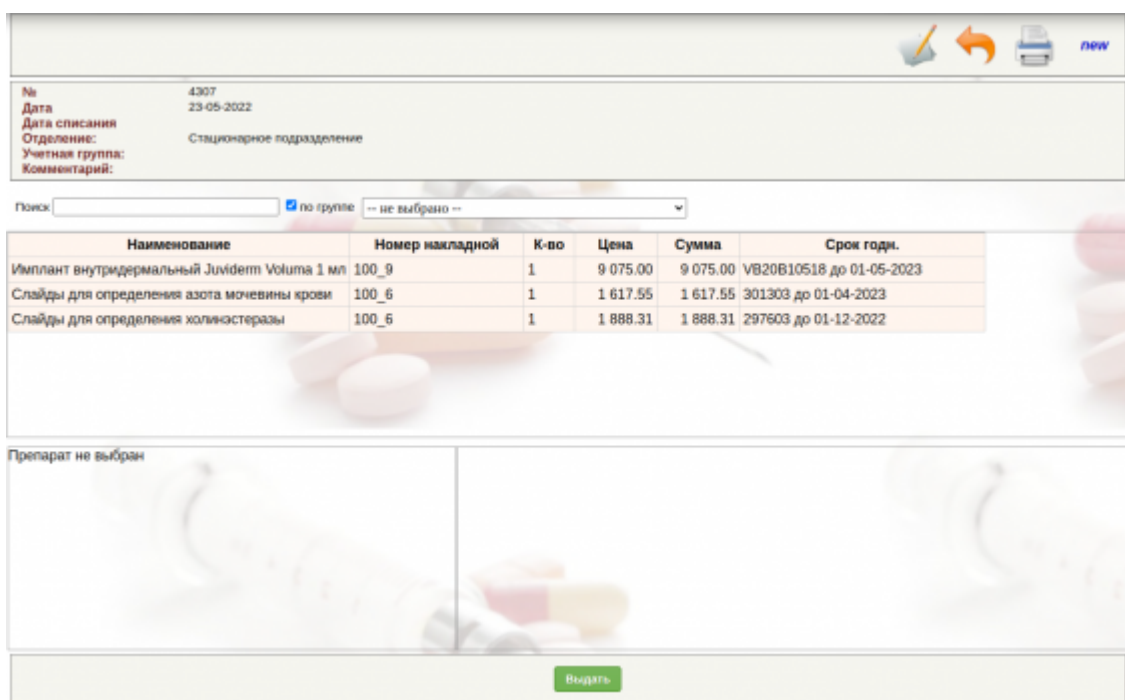 new
№ 4307
Дата 23-05-2022
Дата списания
Отделение: Стационарное подразделение
Учетная группа:
Комментарий:
Поиск по группе -- не выбрано --
Наименование Номер накладной К-во Цена Сумма Срок годн.
Имплант внутридермальный Juviderm Voluma 1 мл 100_9 1 9 075.00 9 075.00 VB20B10518 до 01-05-2023
Слайды для определения азота мочевины крови 100_6 1 1 617.55 1 617.55 301303 до 01-04-2023
Слайды для определения холинэстеразы 100_6 1 1 888.31 1 888.31 297603 до 01-12-2022
Препарат не выбран
Выдать